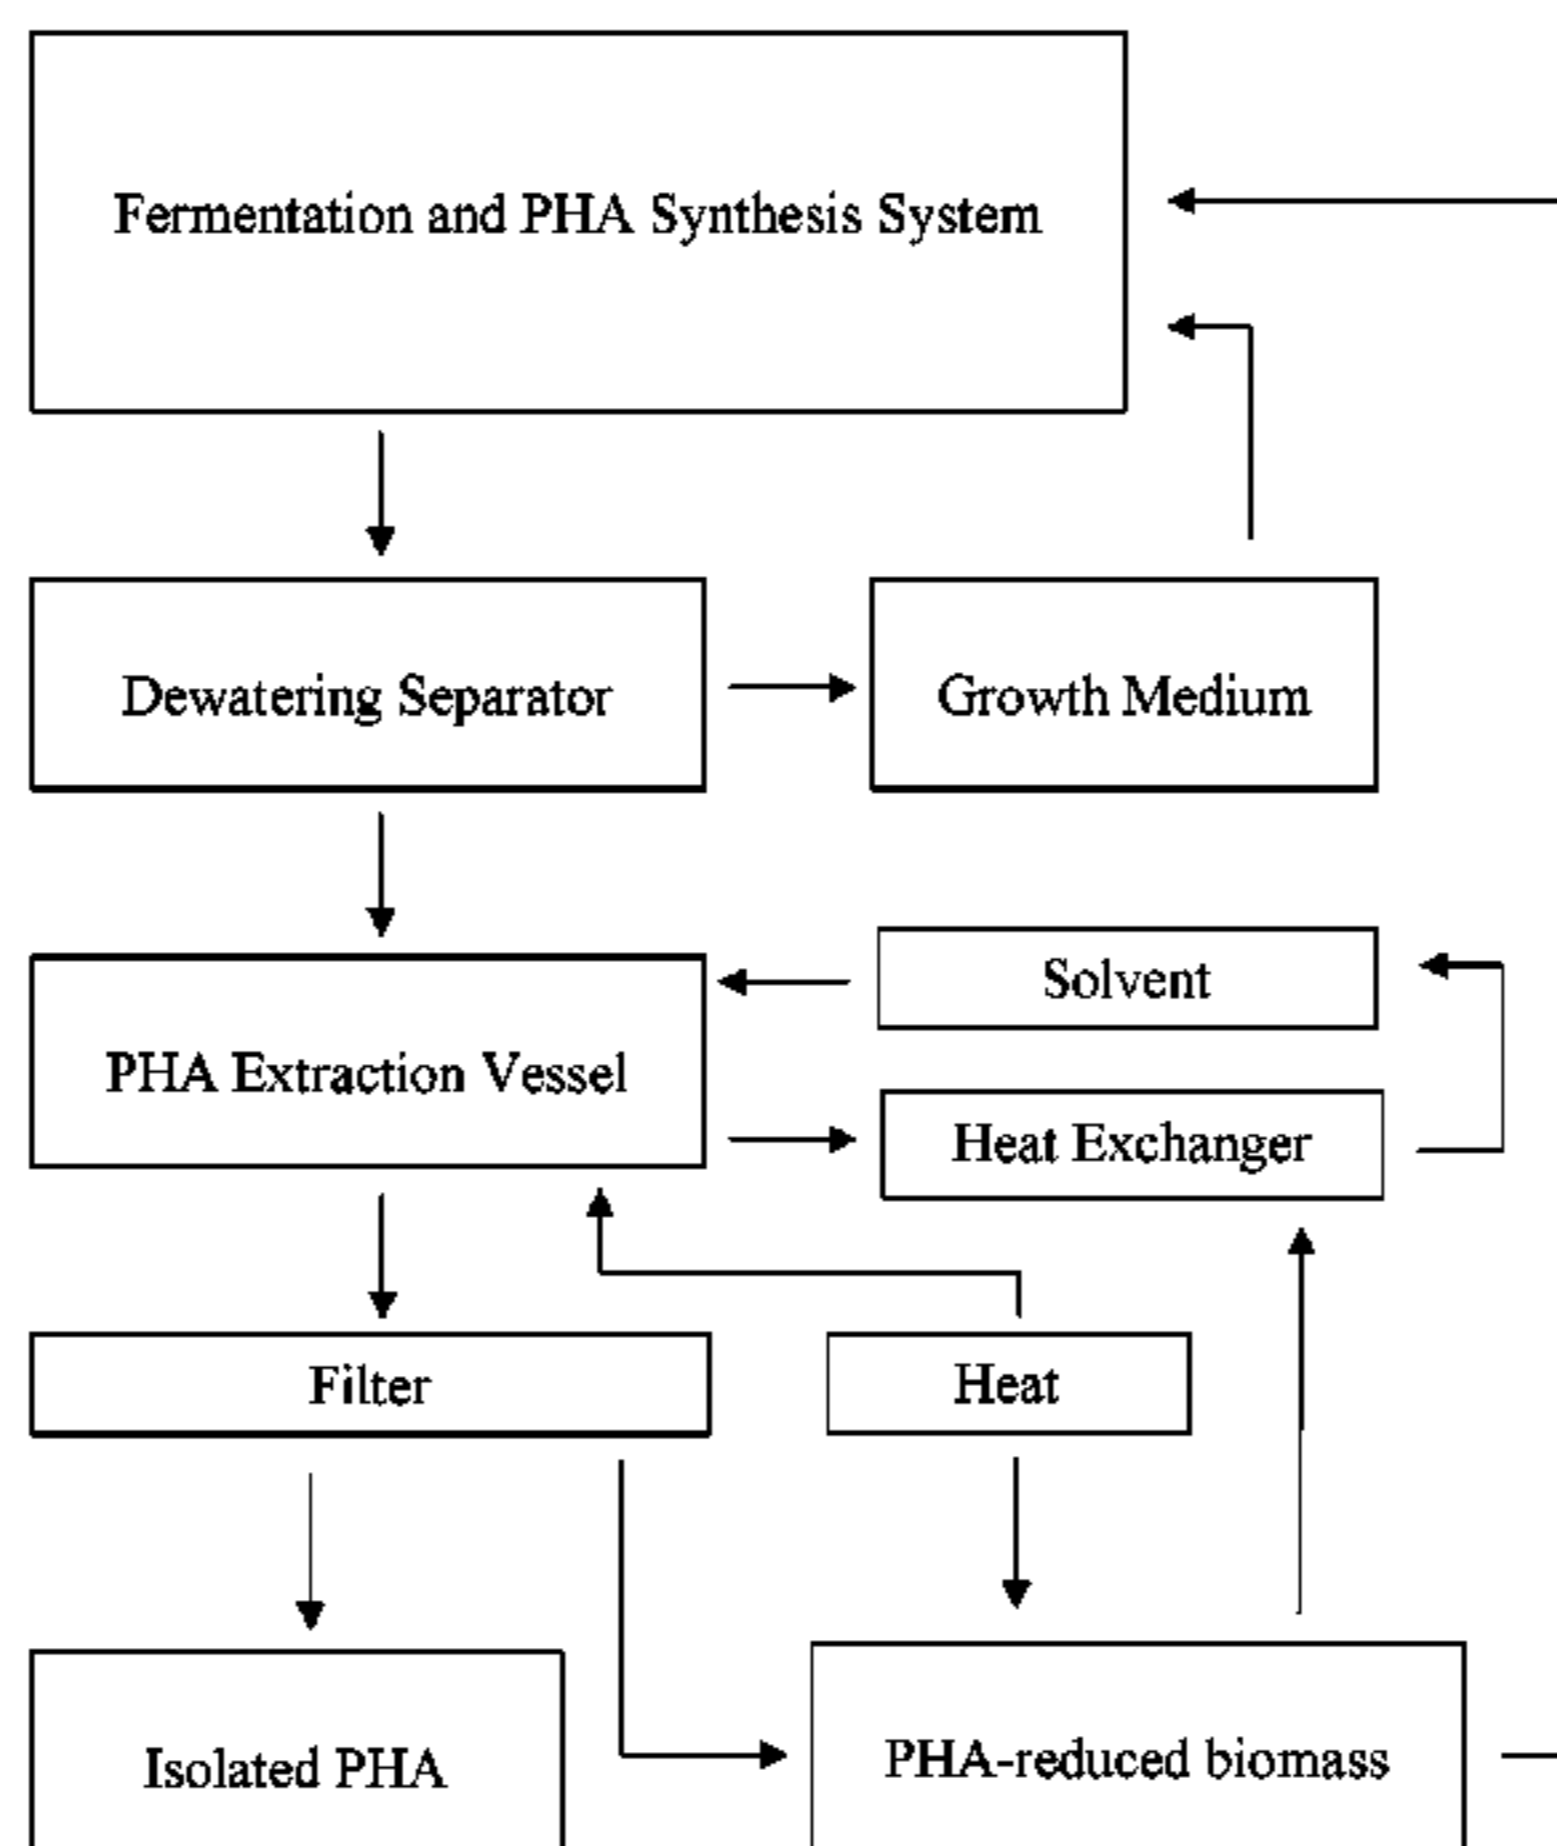 Fermentation and PHA Synthesis System
Dewatering Separator
Growth Medium
Solvent
PHA Extraction Vessel
Heat Exchanger
Filter
Heat
Isolated PHA
PHA-reduced biomass